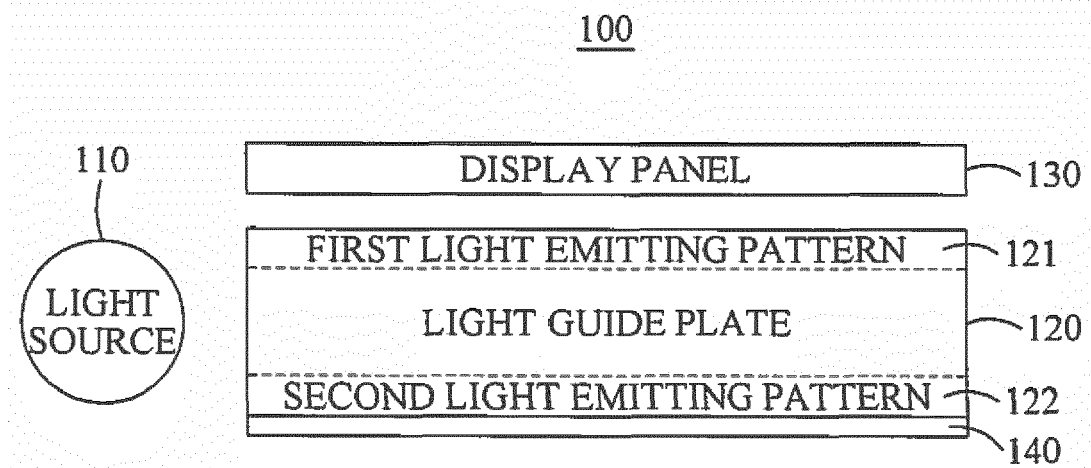 100
110
DISPLAY PANEL
130
FIRST LIGHT EMITTING PATTERN
121
LIGHT
SOURCE
LIGHT GUIDE PLATE
120
SECOND LIGHT EMITTING PATTERN
122
140